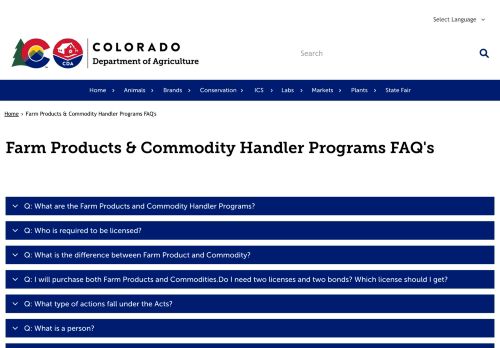 Select Language
COLORADO
Department of Agriculture
CDA
Search
Home Animals Brands Conservation ICS Labs Markets Plants State Fair
Home › Farm Products & Commodity Handler Programs FAQ's
Farm Products & Commodity Handler Programs FAQ's
Q: What are the Farm Products and Commodity Handler Programs?
Q: Who is required to be licensed?
Q: What is the difference between Farm Product and Commodity?
Q: I will purchase both Farm Products and Commodities.Do I need two licenses and two bonds? Which license should I get?
Q: What type of actions fall under the Acts?
Q: What is a person?